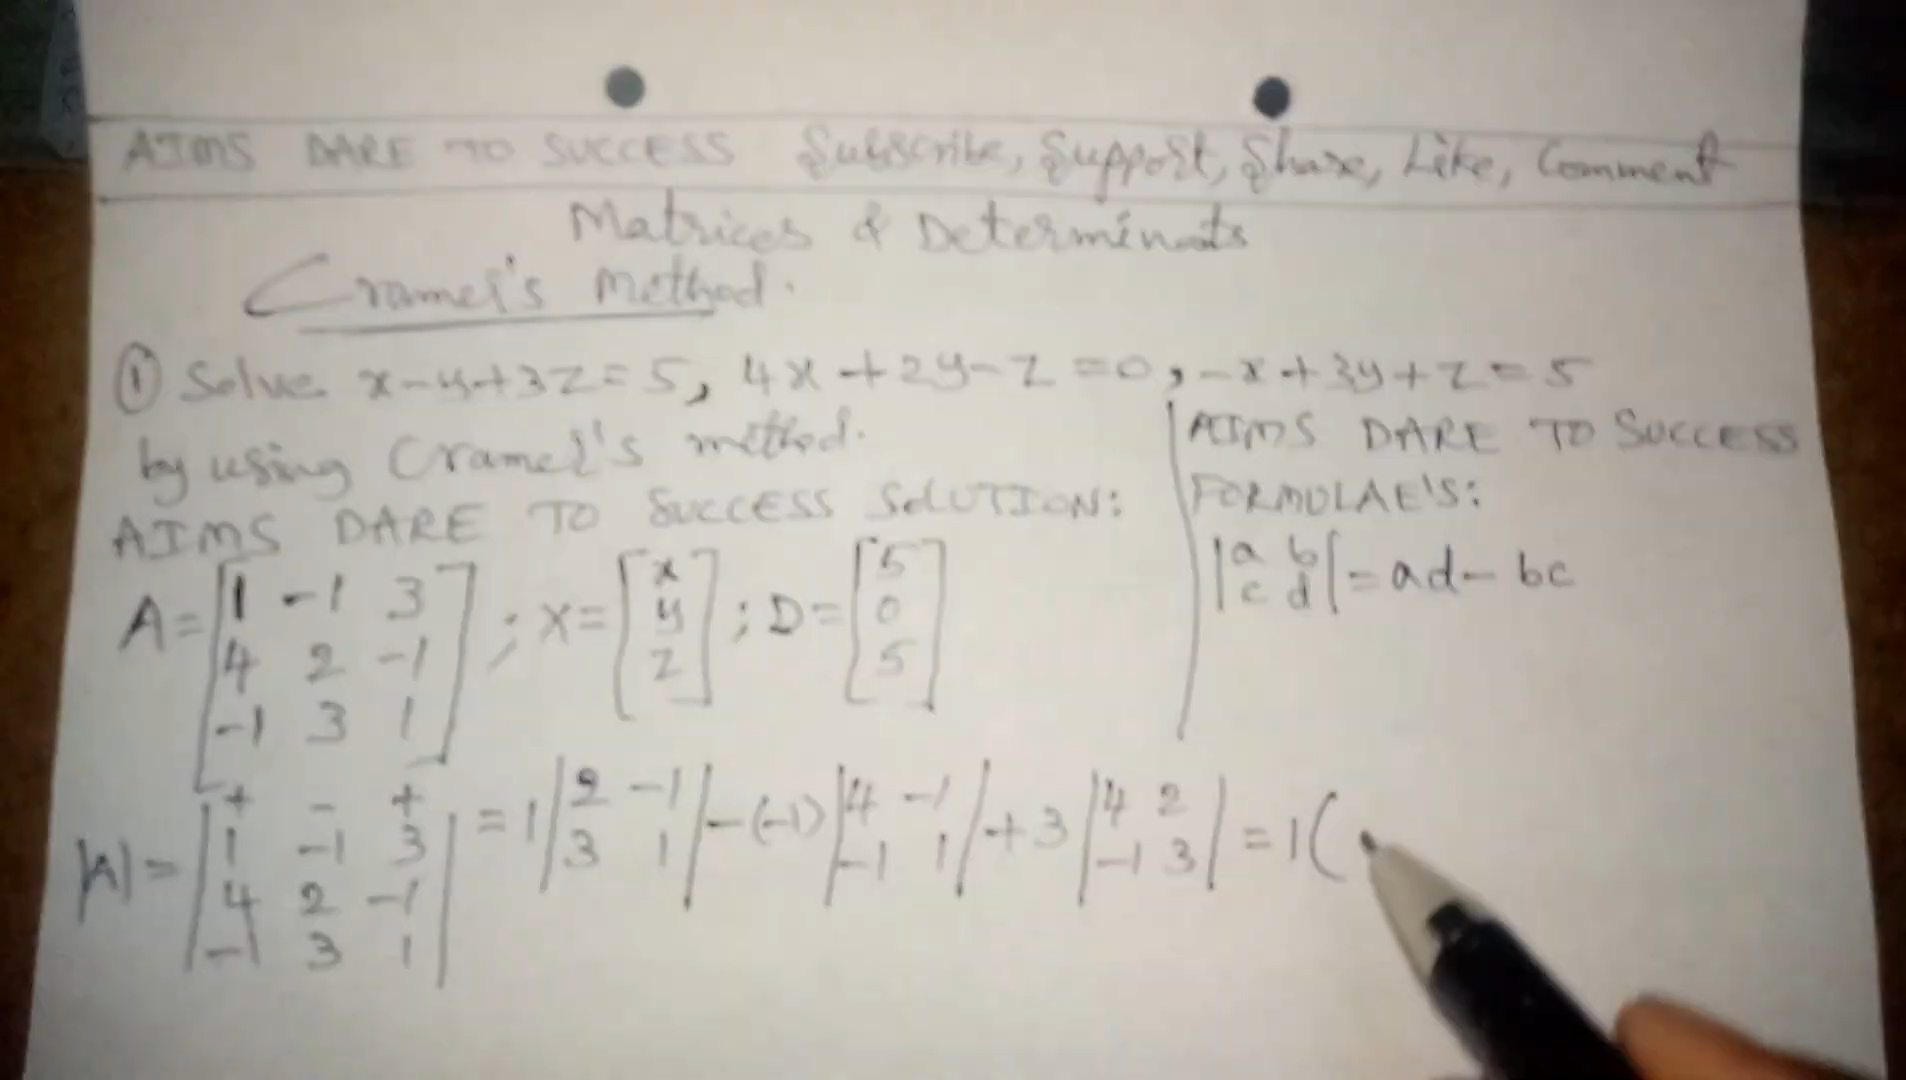 AIMS DARE TO SUCCESS Subscribe, Support, Share, Like, Comment
Matrices & Determinats
Cramer's Method.
① Solve x-y+3z=5, 4x+2y-z=0, -x+3y+z=5
by using Cramer's method.
AIMS DARE TO SUCCESS SOLUTION:
AIMS DARE TO SUCCESS
FORMULAE'S:
|a b|
|c d| = ad - bc
A = [1 -1 3; 4 2 -1; -1 3 1] ; X = [x; y; z] ; D = [5; 0; 5]
+ - +
|A| = |1 -1 3; 4 2 -1; -1 3 1| = 1 |2 -1; 3 1| - (-1) |4 -1; -1 1| + 3 |4 2; -1 3| = 1(